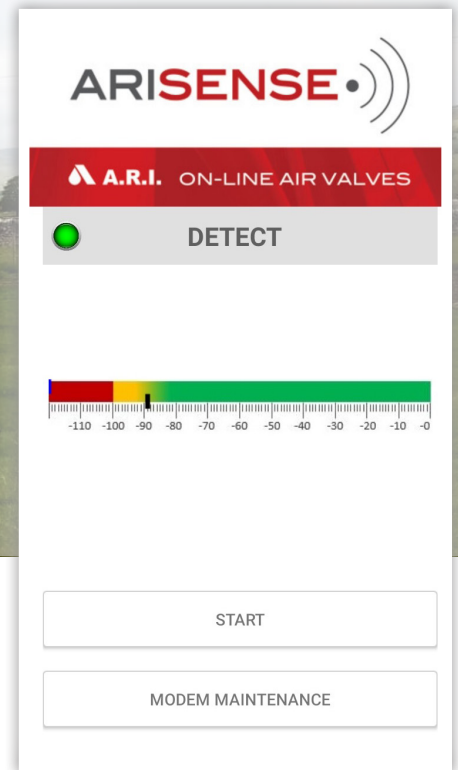 ARISENSE
A.R.I. ON-LINE AIR VALVES
DETECT
-110 -100 -90 -80 -70 -60 -50 -40 -30 -20 -10 -0
START
MODEM MAINTENANCE